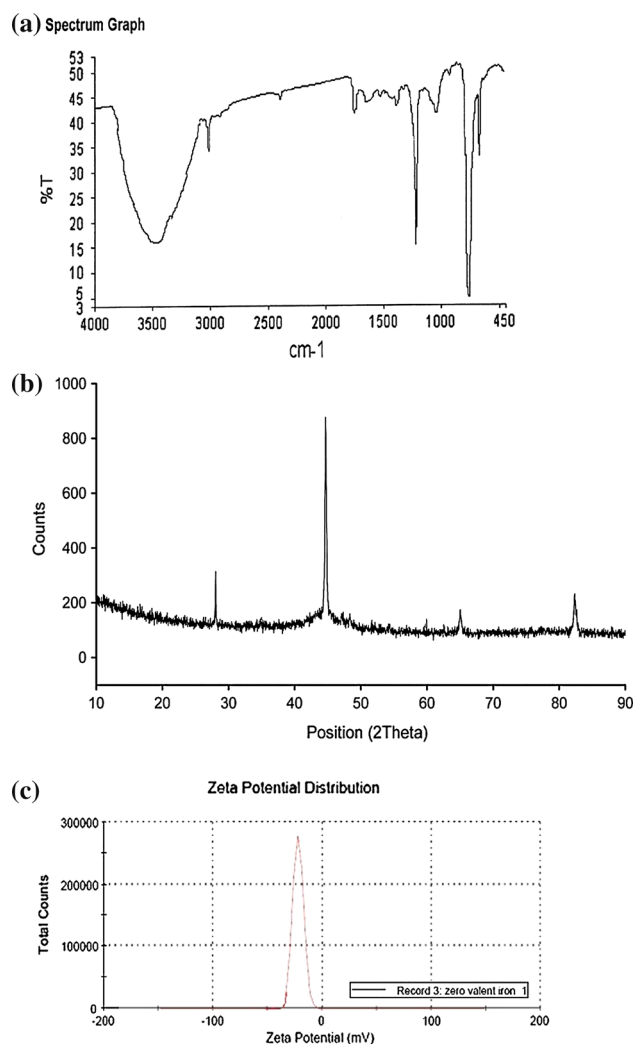 (a) Spectrum Graph
53
50
45
40
35
30
25
20
15
10
5
3
%T
4000 3500 3000 2500 2000 1500 1000 450
cm-1
(b)
1000
800
600
400
200
0
Counts
10 20 30 40 50 60 70 80 90
Position (2Theta)
(c) Zeta Potential Distribution
300000
200000
100000
0
Total Counts
-200 -100 0 100 200
Zeta Potential (mV)
Record 3: zero valent iron 1